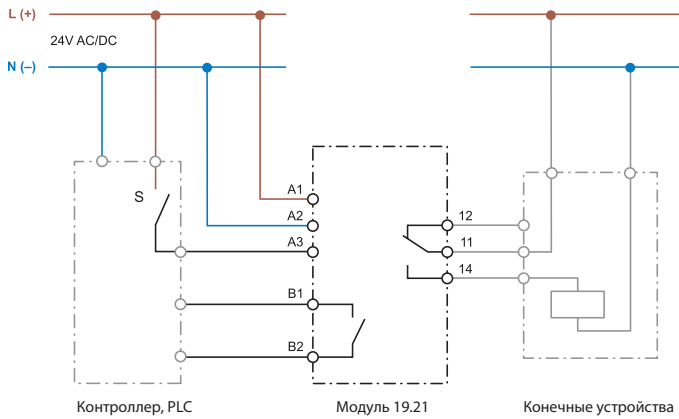 L (+)
24V AC/DC
N (–)
S
A1
A2
A3
B1
B2
12
11
14
Контроллер, PLC
Модуль 19.21
Конечные устройства